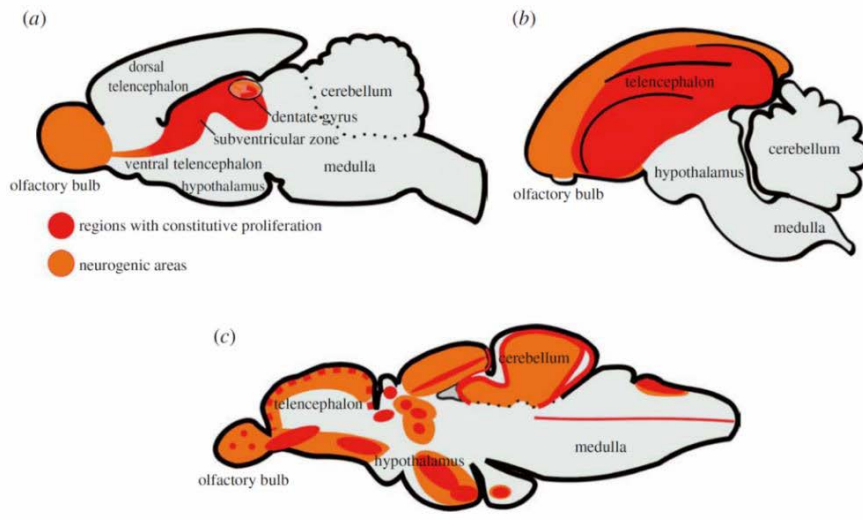 (a)
dorsal
telencephalon
cerebellum
dentate gyrus
subventricular zone
ventral telencephalon
medulla
olfactory bulb
hypothalamus
regions with constitutive proliferation
neurogenic areas
(b)
telencephalon
cerebellum
hypothalamus
olfactory bulb
medulla
(c)
cerebellum
telencephalon
medulla
hypothalamus
olfactory bulb